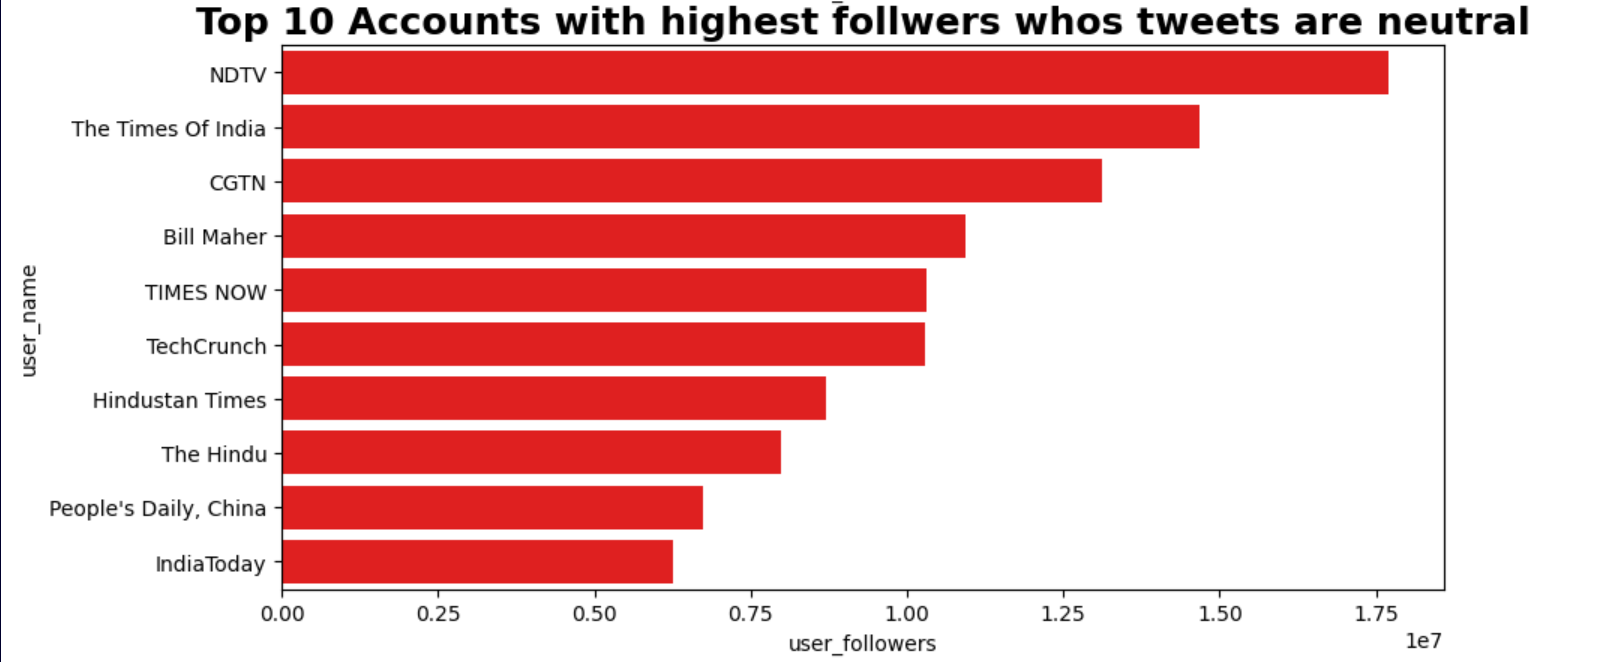 Top 10 Accounts with highest follwers whos tweets are neutral
NDTV
The Times Of India
CGTN
Bill Maher
TIMES NOW
TechCrunch
Hindustan Times
The Hindu
People's Daily, China
IndiaToday
user_name
0.00 0.25 0.50 0.75 1.00 1.25 1.50 1.75
1e7
user_followers